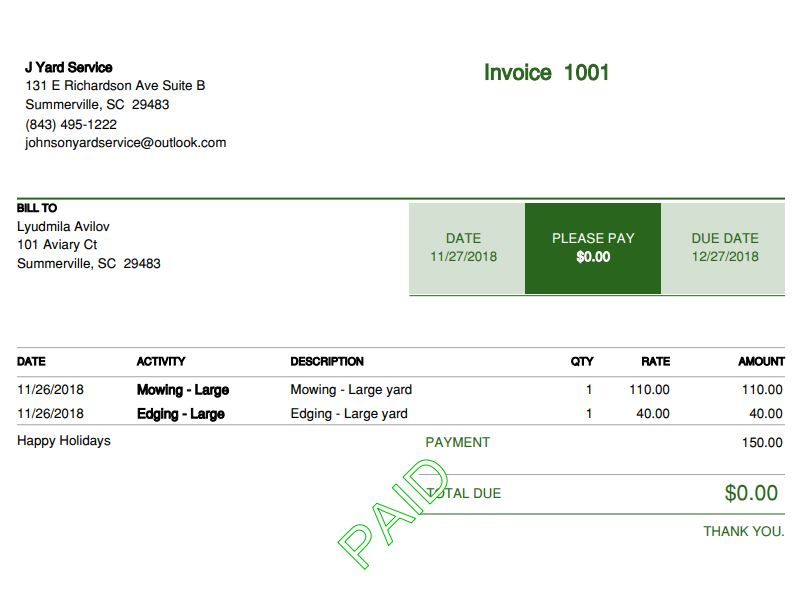 J Yard Service
131 E Richardson Ave Suite B
Summerville, SC 29483
(843) 495-1222
johnsonyardservice@outlook.com
Invoice 1001
BILL TO
Lyudmila Avilov
101 Aviary Ct
Summerville, SC 29483
DATE
11/27/2018
PLEASE PAY
$0.00
DUE DATE
12/27/2018
DATE ACTIVITY DESCRIPTION QTY RATE AMOUNT
11/26/2018 Mowing - Large Mowing - Large yard 1 110.00 110.00
11/26/2018 Edging - Large Edging - Large yard 1 40.00 40.00
Happy Holidays
PAYMENT 150.00
TOTAL DUE $0.00
PAID
THANK YOU.